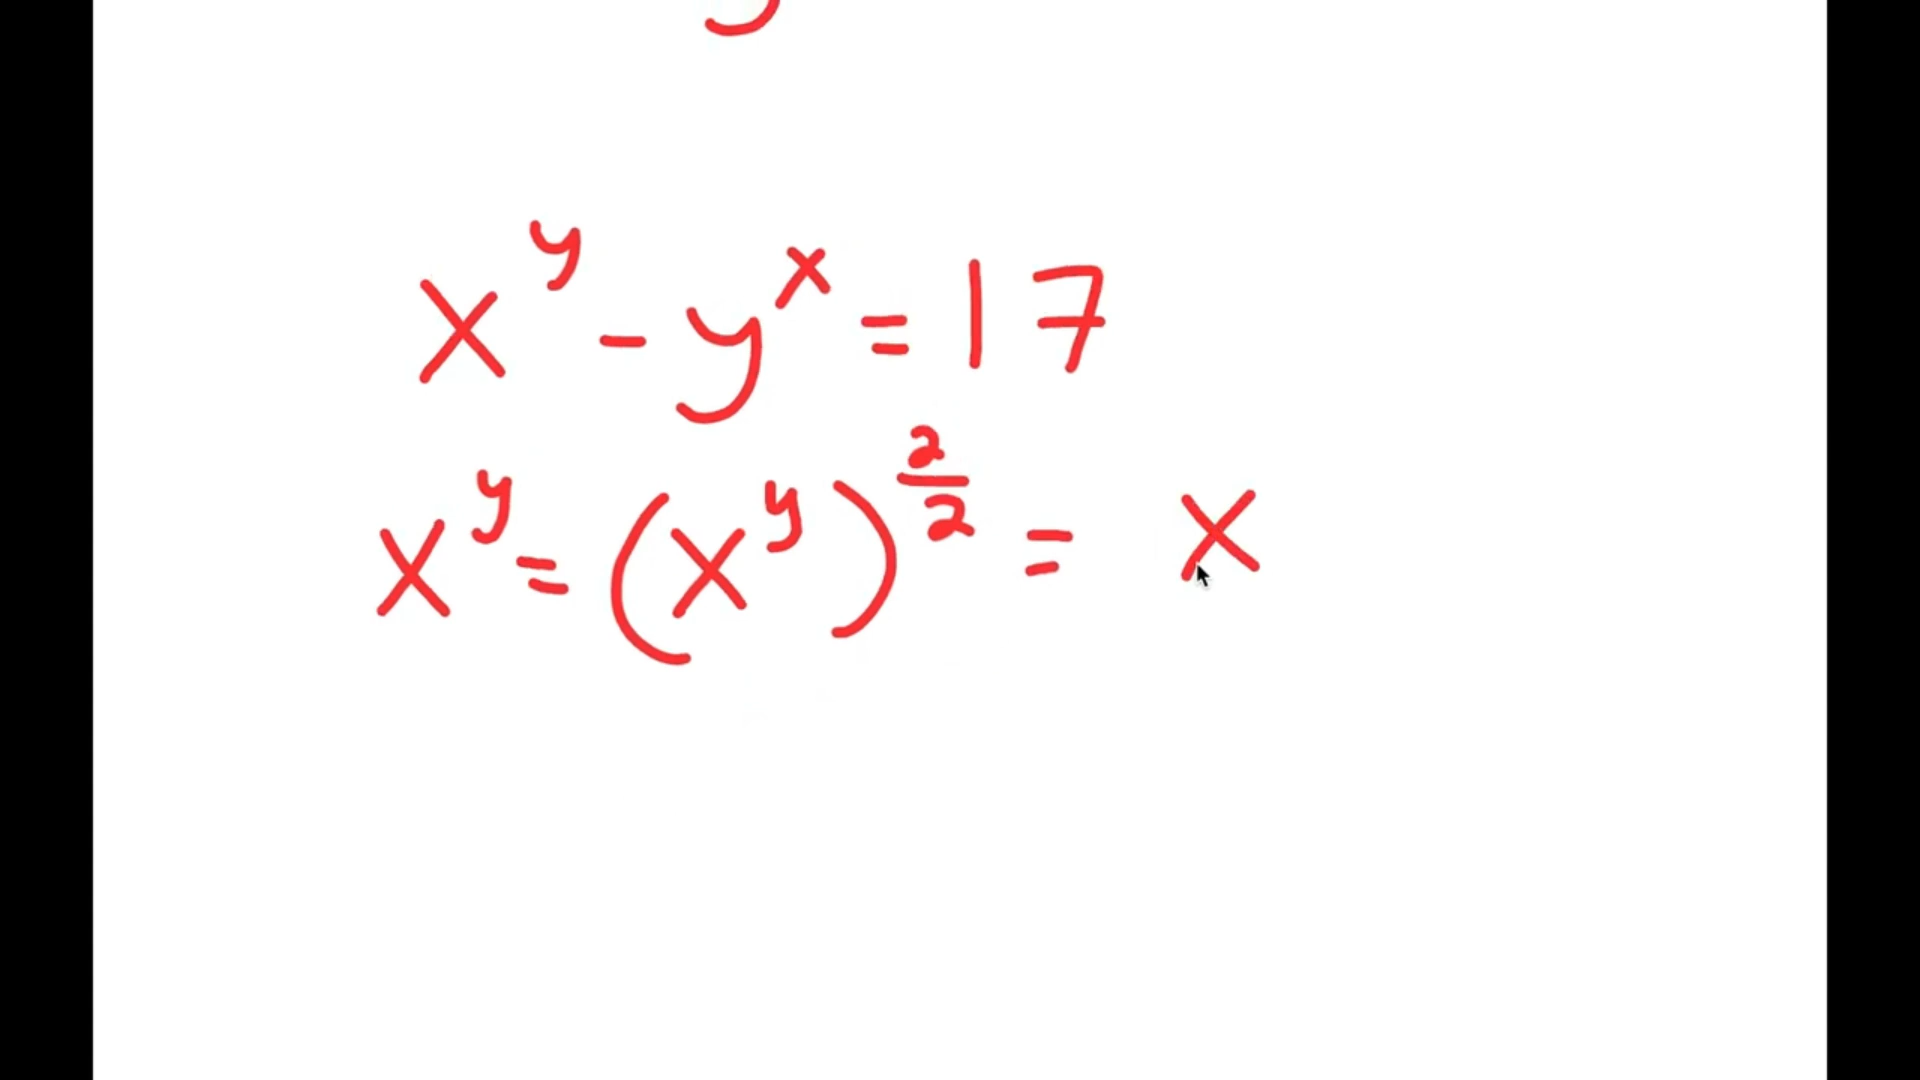 x^y - y^x = 17
x^y = (x^y)^(2/2) = x